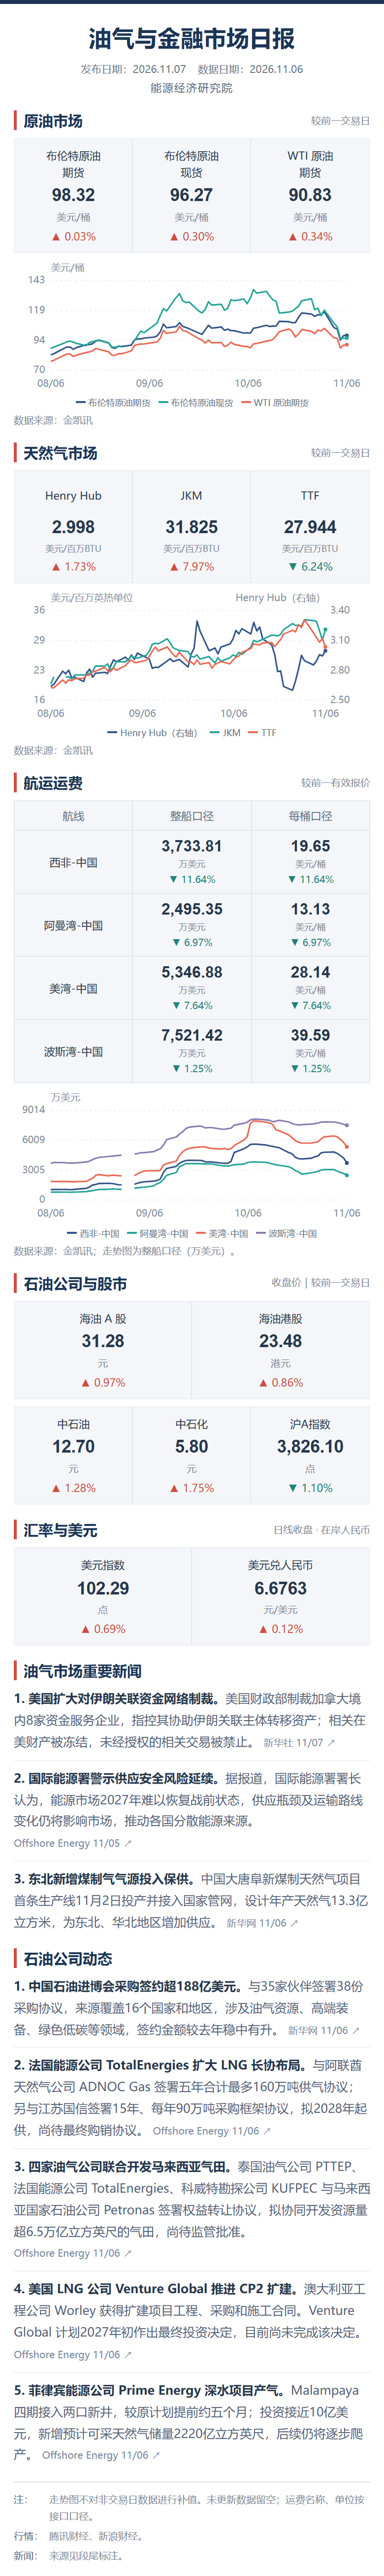 油气与金融市场日报
发布日期：2026.11.07 数据日期：2026.11.06
能源经济研究院
原油市场 较前一交易日
布伦特原油 布伦特原油 WTI 原油
期货 现货 期货
98.32 96.27 90.83
美元/桶 美元/桶 美元/桶
▲ 0.03% ▲ 0.30% ▲ 0.34%
美元/桶
143
119
94
70
08/06 09/06 10/06 11/06
布伦特原油期货 布伦特原油现货 WTI 原油期货
数据来源：金凯讯
天然气市场 较前一交易日
Henry Hub JKM TTF
2.998 31.825 27.944
美元/百万BTU 美元/百万BTU 美元/百万BTU
▲ 1.73% ▲ 7.97% ▼ 6.24%
美元/百万英热单位 Henry Hub（右轴）
36 3.40
29 3.10
23 2.80
16 2.50
08/06 09/06 10/06 11/06
Henry Hub（右轴） JKM TTF
数据来源：金凯讯
航运运费 较前一有效报价
航线 整船口径 每桶口径
西非-中国 3,733.81 19.65
万美元 美元/桶
▼ 11.64% ▼ 11.64%
阿曼湾-中国 2,495.35 13.13
万美元 美元/桶
▼ 6.97% ▼ 6.97%
美湾-中国 5,346.88 28.14
万美元 美元/桶
▼ 7.64% ▼ 7.64%
波斯湾-中国 7,521.42 39.59
万美元 美元/桶
▼ 1.25% ▼ 1.25%
万美元
9014
6009
3005
0
08/06 09/06 10/06 11/06
西非-中国 阿曼湾-中国 美湾-中国 波斯湾-中国
数据来源：金凯讯；走势图为整船口径（万美元）。
石油公司与股市 收盘价 | 较前一交易日
海油 A 股 海油港股
31.28 23.48
元 港元
▲ 0.97% ▲ 0.86%
中石油 中石化 沪A指数
12.70 5.80 3,826.10
元 元 点
▲ 1.28% ▲ 1.75% ▼ 1.10%
汇率与美元 日线收盘 · 在岸人民币
美元指数 美元兑人民币
102.29 6.6763
点 元/美元
▲ 0.69% ▲ 0.12%
油气市场重要新闻
1. 美国扩大对伊朗关联资金网络制裁。美国财政部制裁加拿大境
内8家资金服务企业，指控其协助伊朗关联主体转移资产；相关在
美财产被冻结，未经授权的相关交易被禁止。 新华社 11/07 ↗
2. 国际能源署警示供应安全风险延续。据报道，国际能源署署长
认为，能源市场2027年难以恢复战前状态，供应瓶颈及运输路线
变化仍将影响市场，推动各国分散能源来源。
Offshore Energy 11/05 ↗
3. 东北新增煤制气气源投入保供。中国大唐阜新煤制天然气项目
首条生产线11月2日投产并接入国家管网，设计年产天然气13.3亿
立方米，为东北、华北地区增加供应。 新华网 11/06 ↗
石油公司动态
1. 中国石油进博会采购签约超188亿美元。与35家伙伴签署38份
采购协议，来源覆盖16个国家和地区，涉及油气资源、高端装
备、绿色低碳等领域，签约金额较去年稳中有升。 新华网 11/06 ↗
2. 法国能源公司 TotalEnergies 扩大 LNG 长协布局。与阿联酋
天然气公司 ADNOC Gas 签署五年合计最多160万吨供气协议；
另与江苏国信签署15年、每年90万吨采购框架协议，拟2028年起
供，尚待最终购销协议。 Offshore Energy 11/06 ↗
3. 四家油气公司联合开发马来西亚气田。泰国油气公司 PTTEP、
法国能源公司 TotalEnergies、科威特勘探公司 KUFPEC 与马来西
亚国家石油公司 Petronas 签署权益转让协议，拟协同开发资源量
超6.5万亿立方英尺的气田，尚待监管批准。
Offshore Energy 11/06 ↗
4. 美国 LNG 公司 Venture Global 推进 CP2 扩建。澳大利亚工
程公司 Worley 获得扩建项目工程、采购和施工合同。Venture
Global 计划2027年初作出最终投资决定，目前尚未完成该决定。
Offshore Energy 11/06 ↗
5. 菲律宾能源公司 Prime Energy 深水项目产气。Malampaya
四期接入两口新井，较原计划提前约五个月；投资接近10亿美
元，新增预计可采天然气储量2220亿立方英尺，后续仍将逐步爬
产。 Offshore Energy 11/06 ↗
注： 走势图不对非交易日数据进行补值。未更新数据留空；运费名称、单位按
接口口径。
行情： 腾讯财经、新浪财经。
新闻： 来源见段尾标注。